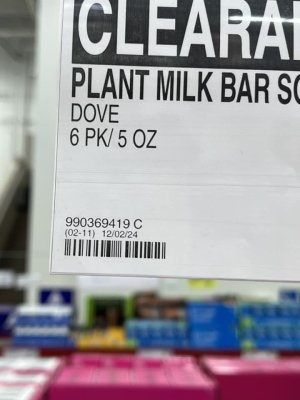 CLEARA
PLANT MILK BAR SO
DOVE
6 PK/ 5 OZ
990369419 C
(02-11) 12/02/24